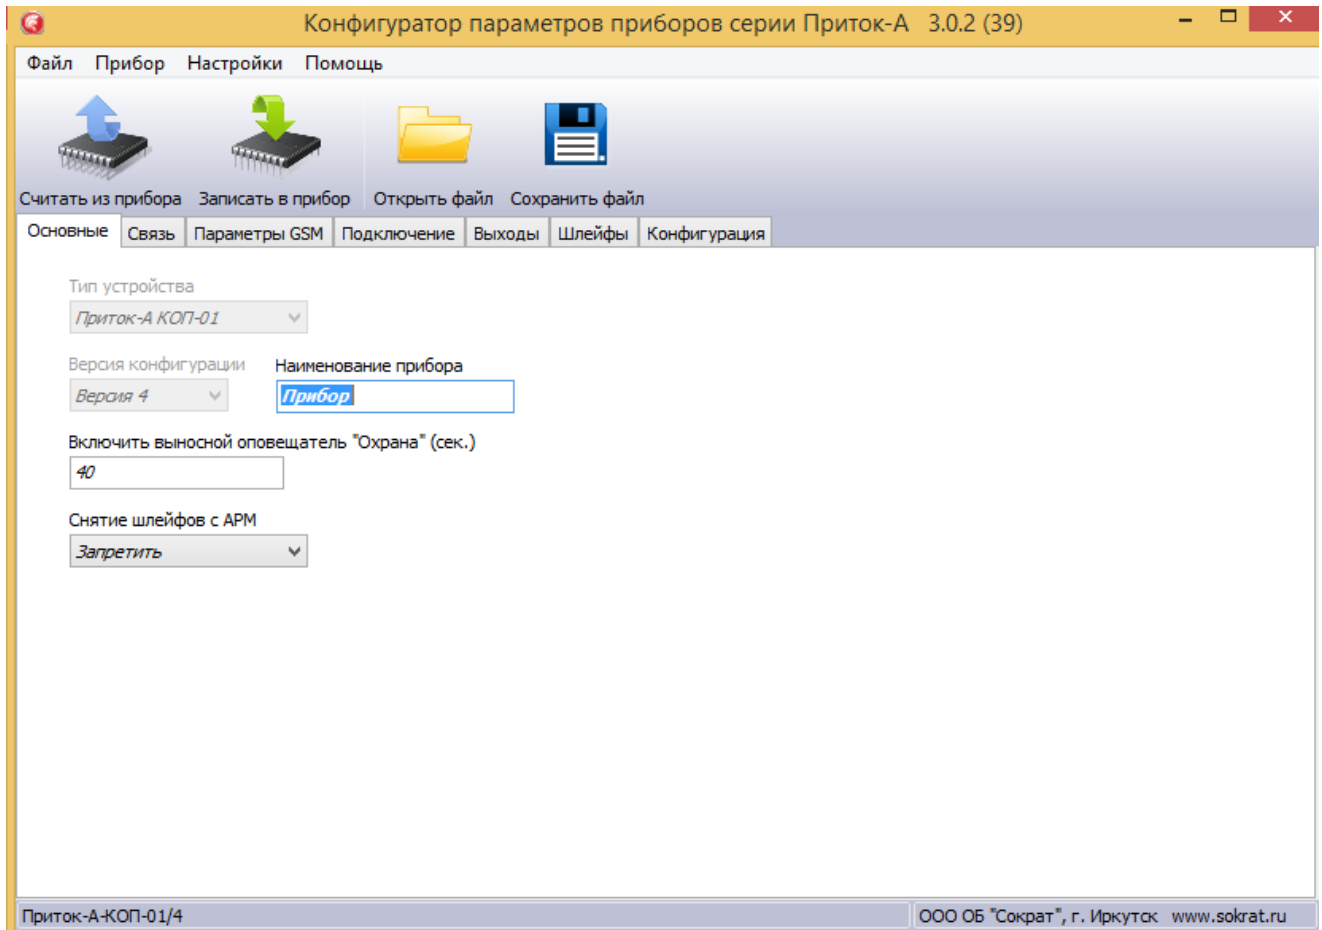 Конфигуратор параметров приборов серии Приток-А 3.0.2 (39)
Файл Прибор Настройки Помощь
Считать из прибора Записать в прибор Открыть файл Сохранить файл
Основные Связь Параметры GSM Подключение Выходы Шлейфы Конфигурация
Тип устройства
Приток-А КОП-01
Версия конфигурации Наименование прибора
Версия 4 Прибор
Включить выносной оповещатель "Охрана" (сек.)
40
Снятие шлейфов с АРМ
Запретить
Приток-А-КОП-01/4 ООО ОБ "Сократ", г. Иркутск www.sokrat.ru